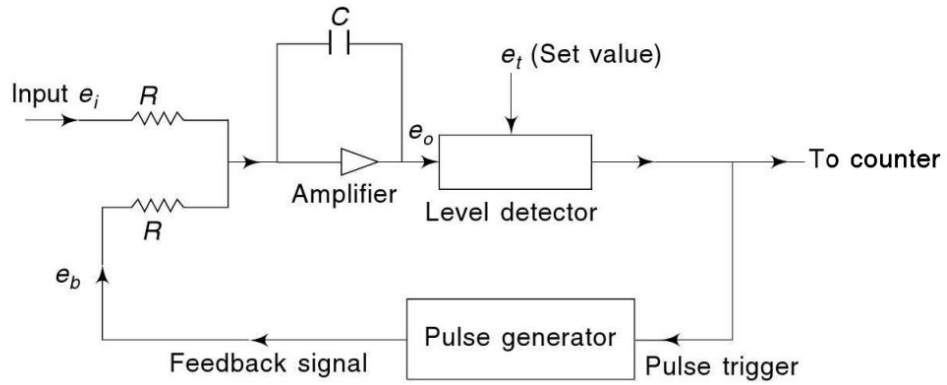 C
e_t (Set value)
Input e_i
R
e_o
To counter
Amplifier
Level detector
R
e_b
Pulse generator
Feedback signal
Pulse trigger